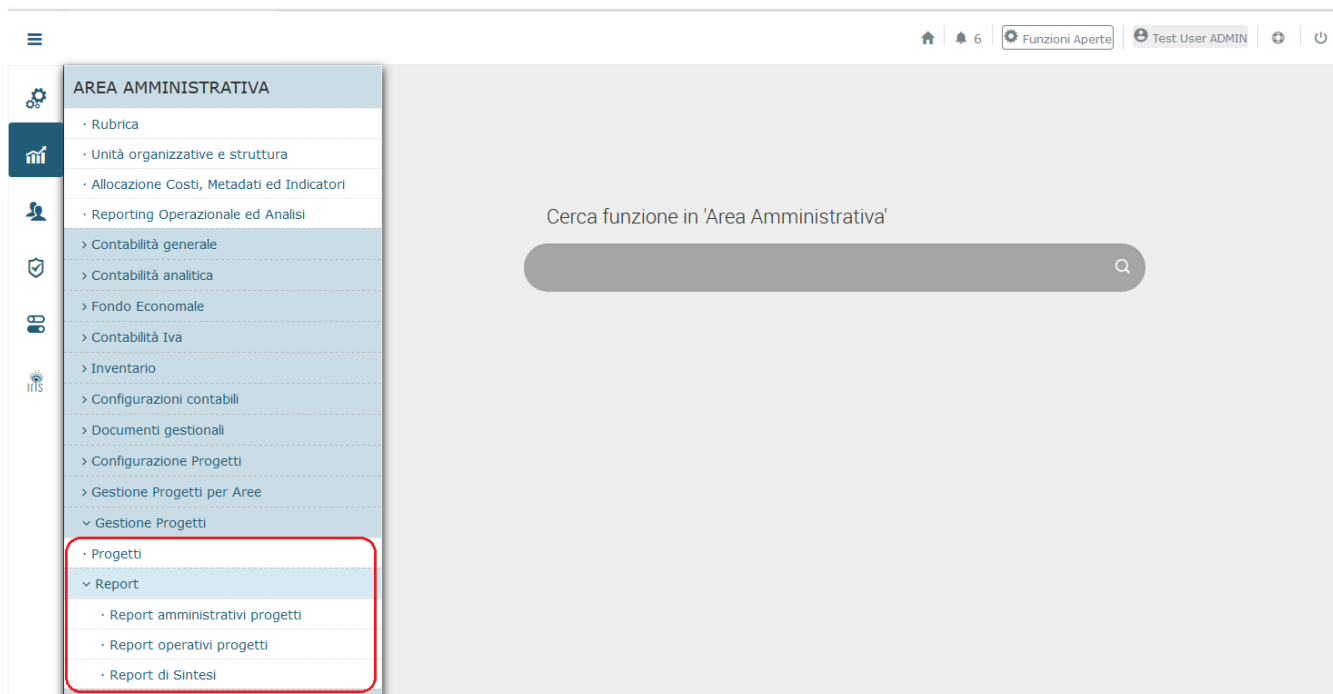 6
Funzioni Aperte
Test User ADMIN
AREA AMMINISTRATIVA
· Rubrica
· Unità organizzative e struttura
· Allocazione Costi, Metadati ed Indicatori
· Reporting Operazionale ed Analisi
> Contabilità generale
> Contabilità analitica
> Fondo Economale
> Contabilità Iva
> Inventario
> Configurazioni contabili
> Documenti gestionali
> Configurazione Progetti
> Gestione Progetti per Aree
Gestione Progetti
· Progetti
Report
· Report amministrativi progetti
· Report operativi progetti
· Report di Sintesi
IrIS
Cerca funzione in 'Area Amministrativa'